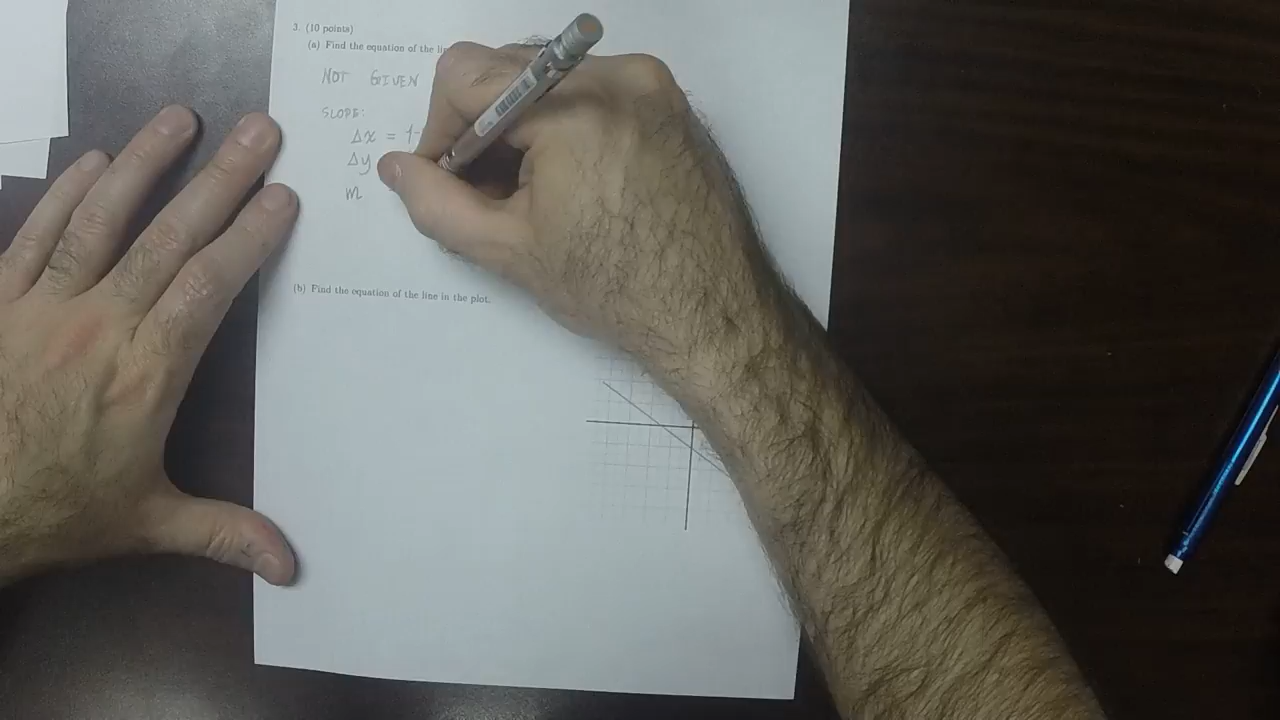 3. (10 points)
(a) Find the equation of the
NOT GIVEN
SLOPE:
Δx = 1-
Δy
m
(b) Find the equation of the line in the plot.